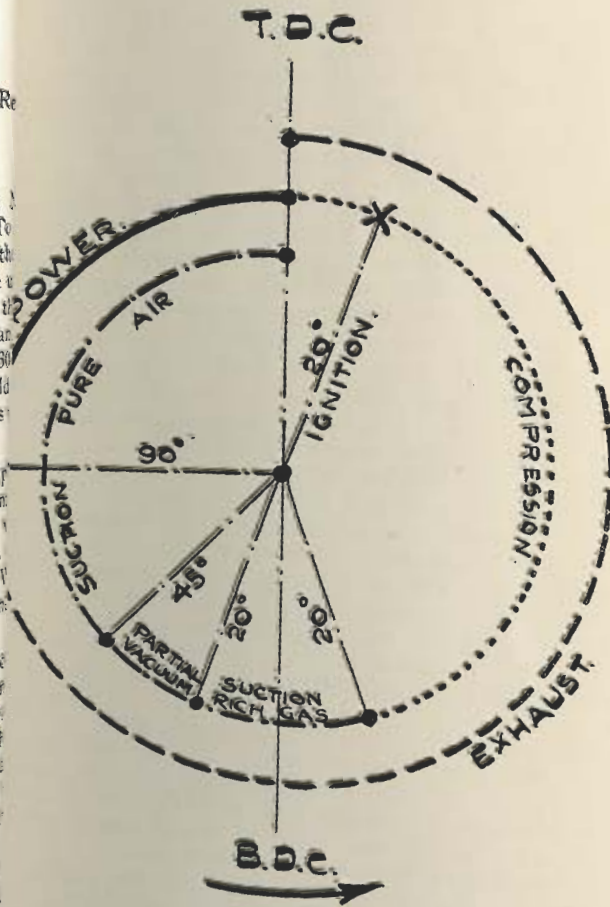 T.D.C.
POWER.
PURE AIR
20°
IGNITION.
COMPRESSION
90°
SUCTION
45°
20°
20°
PARTIAL
VACUUM
SUCTION
RICH GAS
EXHAUST.
B.D.C.